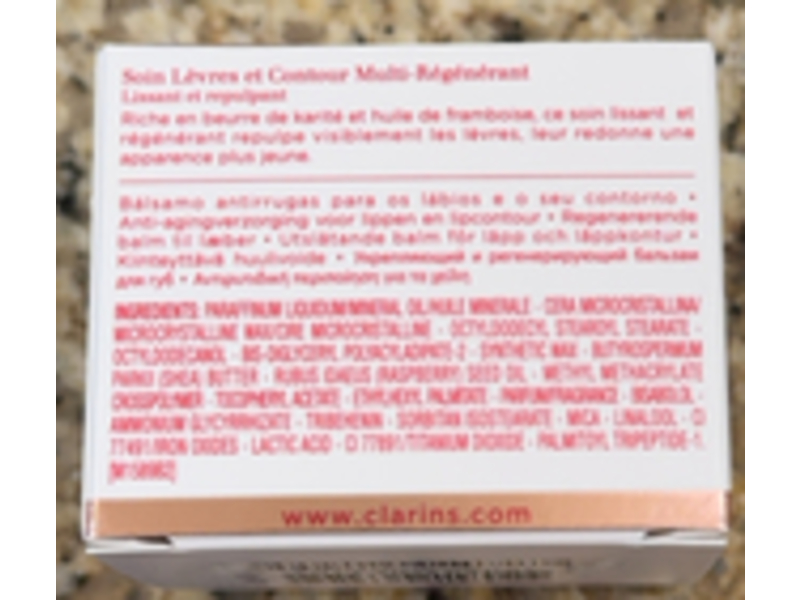 Soin Lèvres et Contour Multi-Régénérant
Lissant et repulpant
Riche en beurre de karité et huile de framboise, ce soin lissant et
régénérant repulpe visiblement les lèvres, leur redonne une
apparence plus jeune.
Bálsamo antirrugas para os lábios e o seu contorno •
Anti-agingverzorging voor lippen en lipcontour • Regenererende
balm til læber • Utslätande balm för läpp och läppkontur •
Kiinteyttävä huulivoide • Укрепляющий и регенерирующий бальзам
для губ • Αντιρυτιδική περιποίηση για τα χείλη
INGREDIENTS: PARAFFINUM LIQUIDUM/MINERAL OIL/HUILE MINERALE - CERA MICROCRISTALLINA/
MICROCRYSTALLINE WAX/CIRE MICROCRISTALLINE - OCTYLDODECYL STEAROYL STEARATE -
OCTYLDODECANOL - BIS-DIGLYCERYL POLYACYLADIPATE-2 - SYNTHETIC WAX - BUTYROSPERMUM
PARKII (SHEA) BUTTER - RUBUS IDAEUS (RASPBERRY) SEED OIL - METHYL METHACRYLATE
CROSSPOLYMER - TOCOPHERYL ACETATE - ETHYLHEXYL PALMITATE - PARFUM/FRAGRANCE - BISABOLOL -
AMMONIUM GLYCYRRHIZATE - TRIBEHENIN - SORBITAN ISOSTEARATE - MICA - LINALOOL - CI
77491/IRON OXIDES - LACTIC ACID - CI 77891/TITANIUM DIOXIDE - PALMITOYL TRIPEPTIDE-1.
www.clarins.com